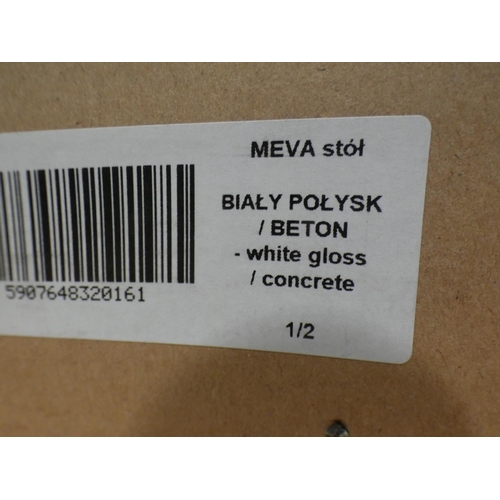 MEVA stół
BIAŁY POŁYSK
/ BETON
- white gloss
/ concrete
1/2
5907648320161